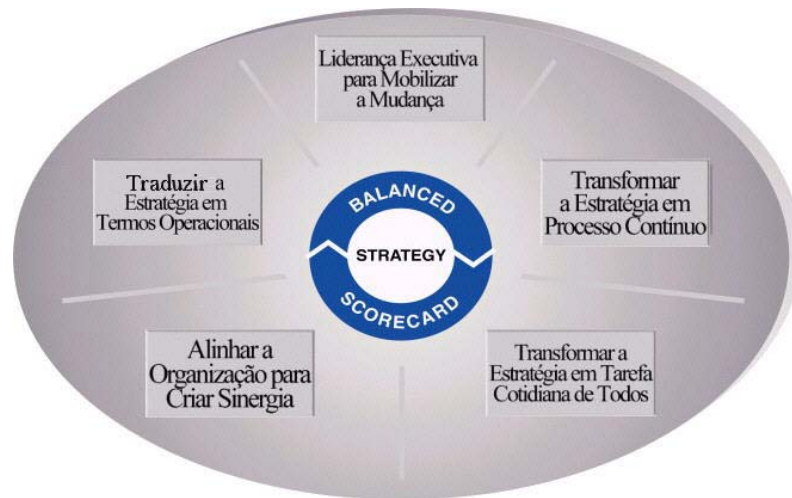 Liderança Executiva
para Mobilizar
a Mudança
Traduzir a
Estratégia em
Termos Operacionais
BALANCED
STRATEGY
SCORECARD
Transformar
a Estratégia em
Processo Contínuo
Alinhar a
Organização para
Criar Sinergia
Transformar a
Estratégia em Tarefa
Cotidiana de Todos